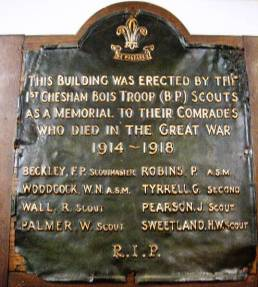 BE PREPARED
THIS BUILDING WAS ERECTED BY THE
1ST CHESHAM BOIS TROOP (B·P) SCOUTS
AS A MEMORIAL TO THEIR COMRADES
WHO DIED IN THE GREAT WAR
1914~1918
BECKLEY, F.P. SCOUTMASTER ROBINS, P. A.S.M.
WOODCOCK, W.N A.S.M. TYRRELL, G. SECOND
WALL, R. SCOUT PEARSON, J. SCOUT
PALMER, W. SCOUT SWEETLAND, H.W. SCOUT
R.I.P.